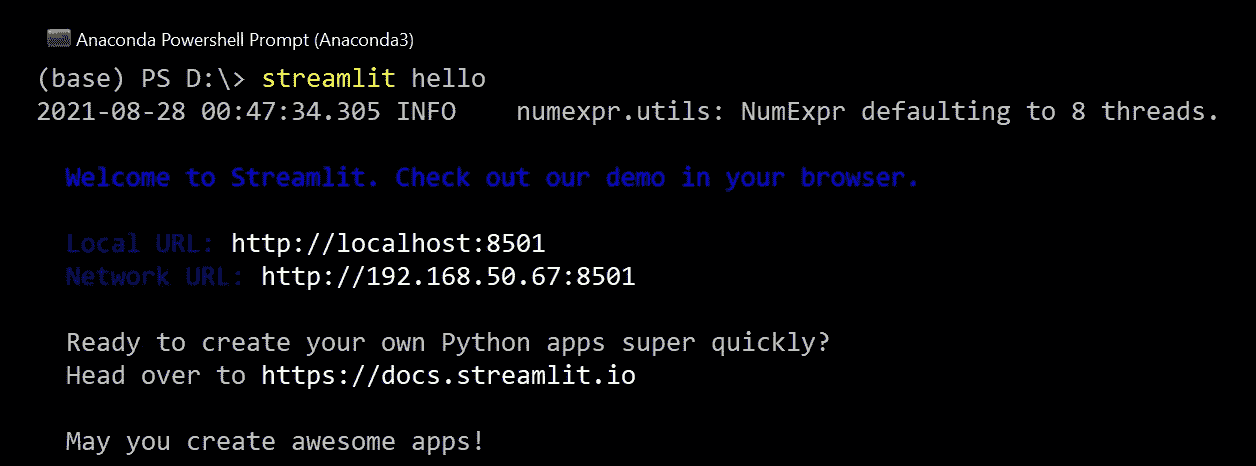 Anaconda Powershell Prompt (Anaconda3)
(base) PS D:\> streamlit hello
2021-08-28 00:47:34.305 INFO    numexpr.utils: NumExpr defaulting to 8 threads.
Welcome to Streamlit. Check out our demo in your browser.
Local URL: http://localhost:8501
Network URL: http://192.168.50.67:8501
Ready to create your own Python apps super quickly?
Head over to https://docs.streamlit.io
May you create awesome apps!